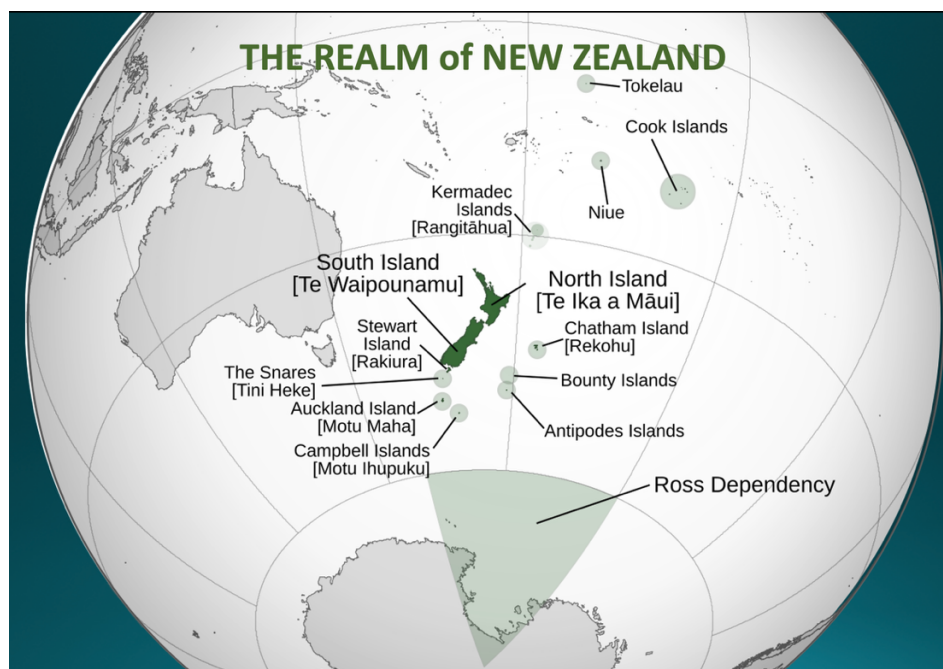 THE REALM of NEW ZEALAND
Tokelau
Cook Islands
Niue
Kermadec
Islands
[Rangitāhua]
South Island
[Te Waipounamu]
North Island
[Te Ika a Māui]
Stewart
Island
[Rakiura]
Chatham Island
[Rekohu]
The Snares
[Tini Heke]
Bounty Islands
Auckland Island
[Motu Maha]
Antipodes Islands
Campbell Islands
[Motu Ihupuku]
Ross Dependency